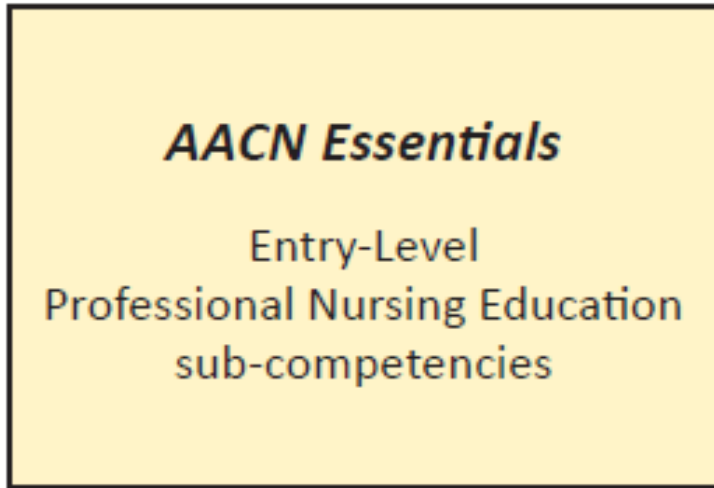 AACN Essentials
Entry-Level
Professional Nursing Education
sub-competencies